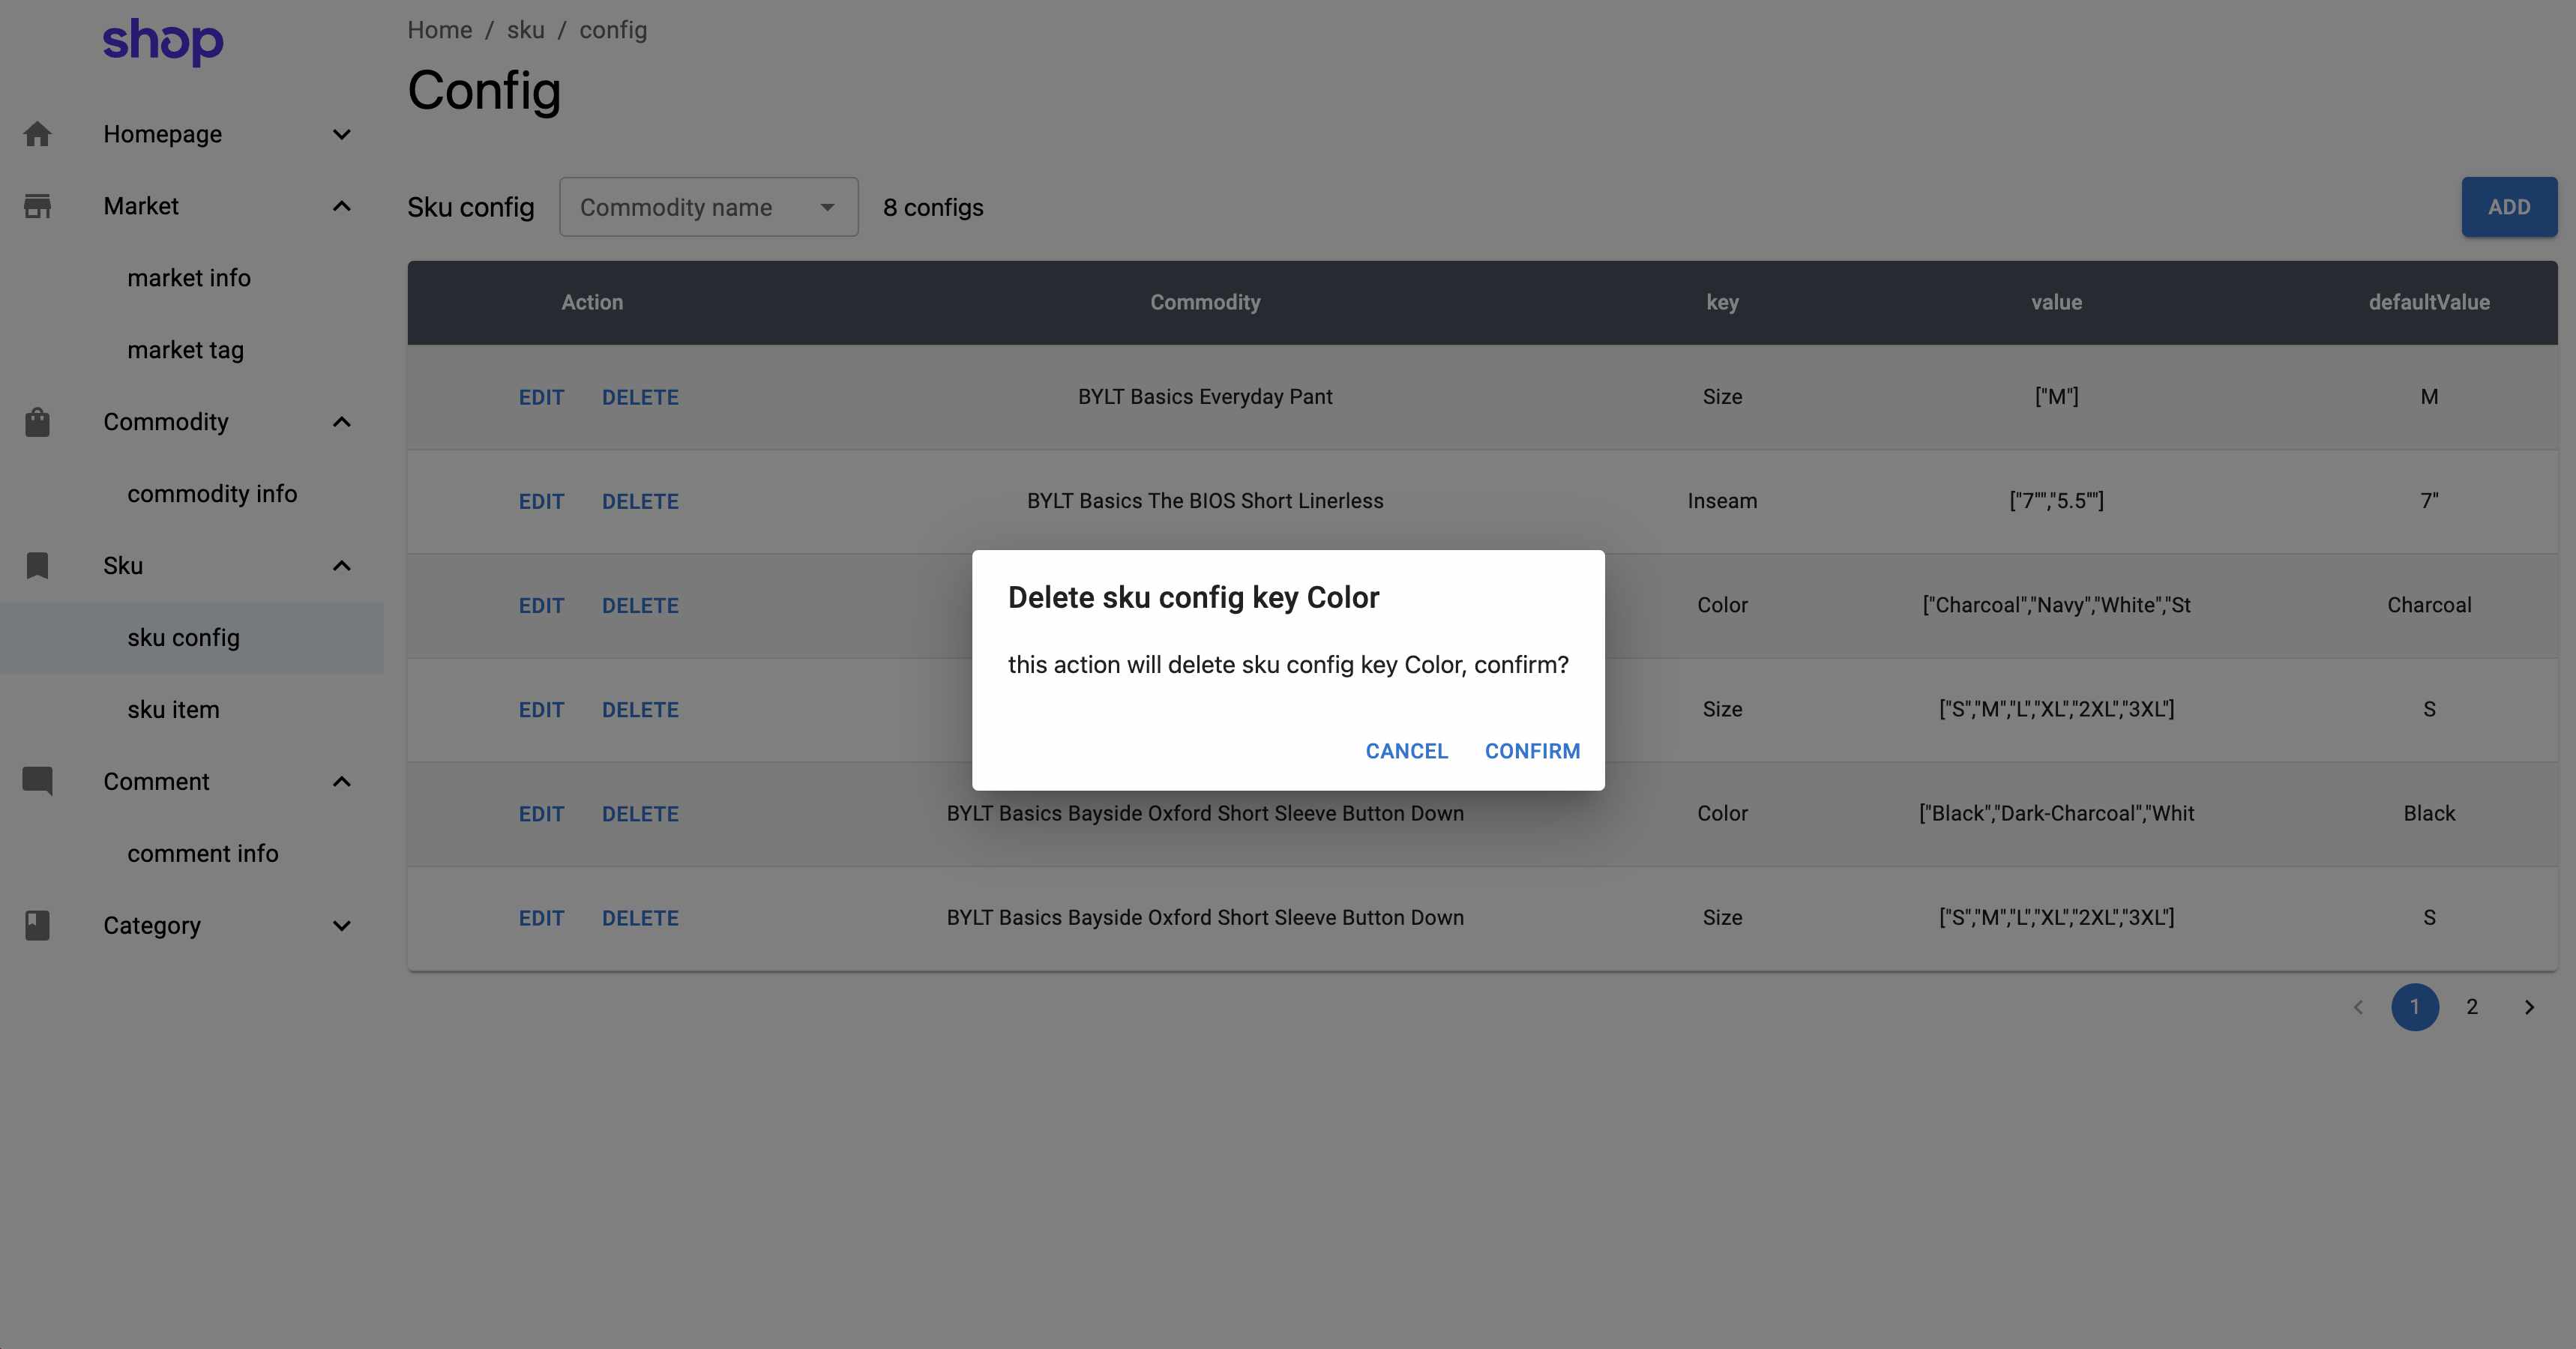 shop
Home / sku / config
Config
Homepage
Market
market info
market tag
Commodity
commodity info
Sku
sku config
sku item
Comment
comment info
Category
Sku config Commodity name 8 configs ADD
Action Commodity key value defaultValue
EDIT DELETE BYLT Basics Everyday Pant Size ["M"] M
EDIT DELETE BYLT Basics The BIOS Short Linerless Inseam ["7"","5.5""] 7"
EDIT DELETE Color ["Charcoal","Navy","White","St Charcoal
EDIT DELETE Size ["S","M","L","XL","2XL","3XL"] S
EDIT DELETE BYLT Basics Bayside Oxford Short Sleeve Button Down Color ["Black","Dark-Charcoal","Whit Black
EDIT DELETE BYLT Basics Bayside Oxford Short Sleeve Button Down Size ["S","M","L","XL","2XL","3XL"] S
1 2
Delete sku config key Color
this action will delete sku config key Color, confirm?
CANCEL CONFIRM